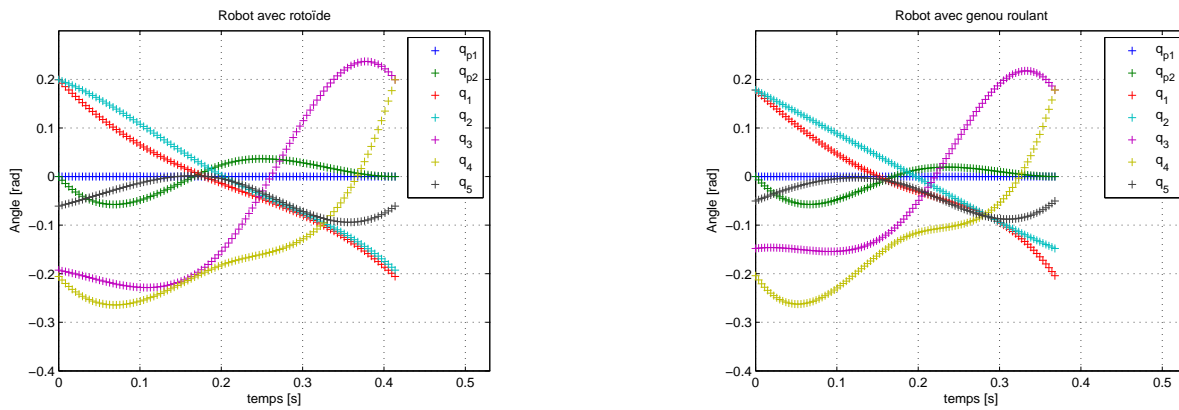 Robot avec rotoïde
Angle [rad]
0.2
0.1
0
−0.1
−0.2
−0.3
−0.4
0
0.1
0.2
0.3
0.4
0.5
temps [s]
q_p1
q_p2
q_1
q_2
q_3
q_4
q_5
Robot avec genou roulant
Angle [rad]
0.2
0.1
0
−0.1
−0.2
−0.3
−0.4
0
0.1
0.2
0.3
0.4
0.5
temps [s]
q_p1
q_p2
q_1
q_2
q_3
q_4
q_5